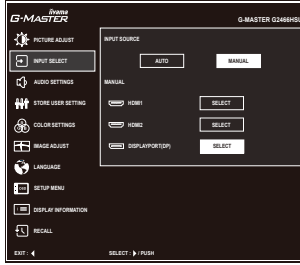 iiyama
G-MASTER
G-MASTER G2466HSU
PICTURE ADJUST
INPUT SELECT
AUDIO SETTINGS
STORE USER SETTING
COLOR SETTINGS
IMAGE ADJUST
LANGUAGE
OSD SETUP MENU
DISPLAY INFORMATION
RECALL
INPUT SOURCE
AUTO MANUAL
MANUAL
HDMI1 SELECT
HDMI2 SELECT
DISPLAYPORT(DP) SELECT
EXIT : SELECT : / PUSH